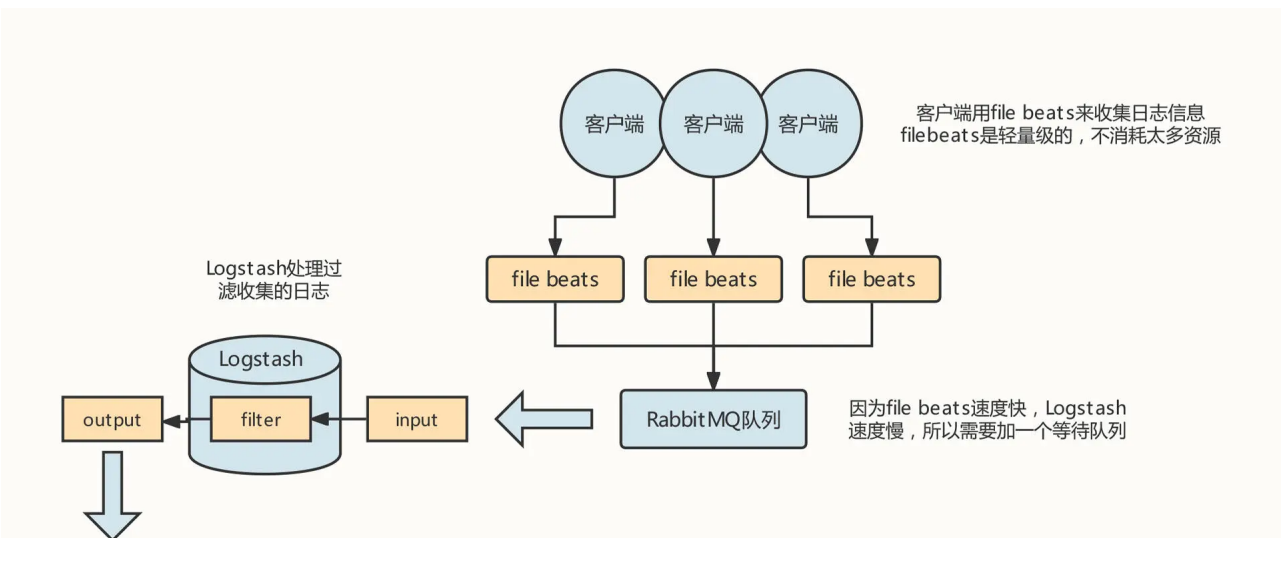 客户端
客户端
客户端
客户端用file beats来收集日志信息
filebeats是轻量级的，不消耗太多资源
file beats
file beats
file beats
Logstash处理过
滤收集的日志
Logstash
output
filter
input
RabbitMQ队列
因为file beats速度快，Logstash
速度慢，所以需要加一个等待队列